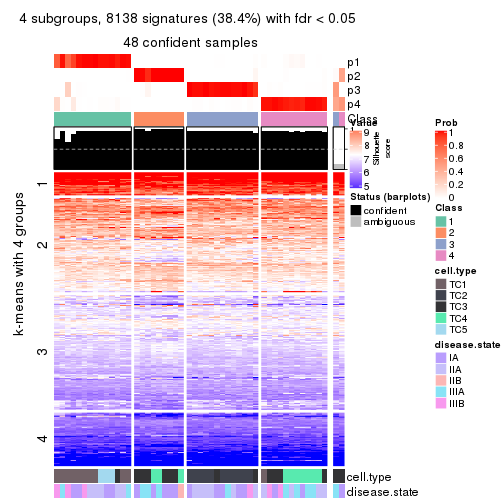 4 subgroups, 8138 signatures (38.4%) with fdr < 0.05
48 confident samples
p1
p2
p3
p4
Class
k-means with 4 groups
1
2
3
4
cell.type
disease.state
Value
9
8
7
6
5
Silhouette
score
Status (barplots)
confident
ambiguous
Prob
1
0.8
0.6
0.4
0.2
0
Class
1
2
3
4
cell.type
TC1
TC2
TC3
TC4
TC5
disease.state
IA
IIA
IIB
IIIA
IIIB